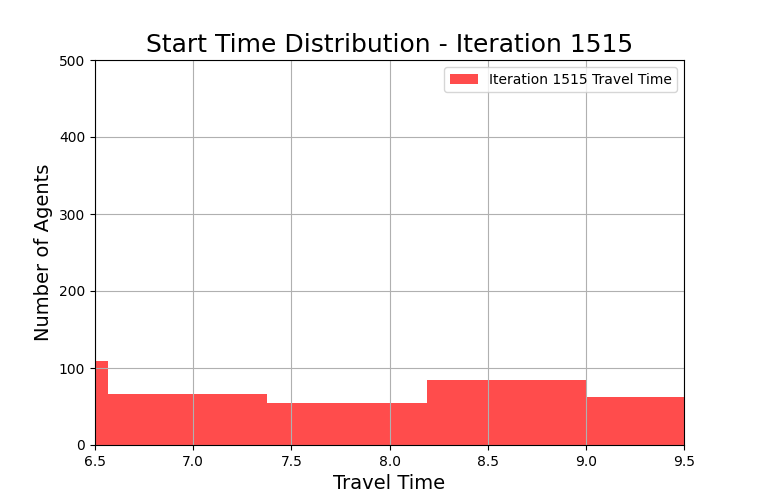 Start Time Distribution - Iteration 1515
Iteration 1515 Travel Time
Number of Agents
500
400
300
200
100
0
6.5 7.0 7.5 8.0 8.5 9.0 9.5
Travel Time